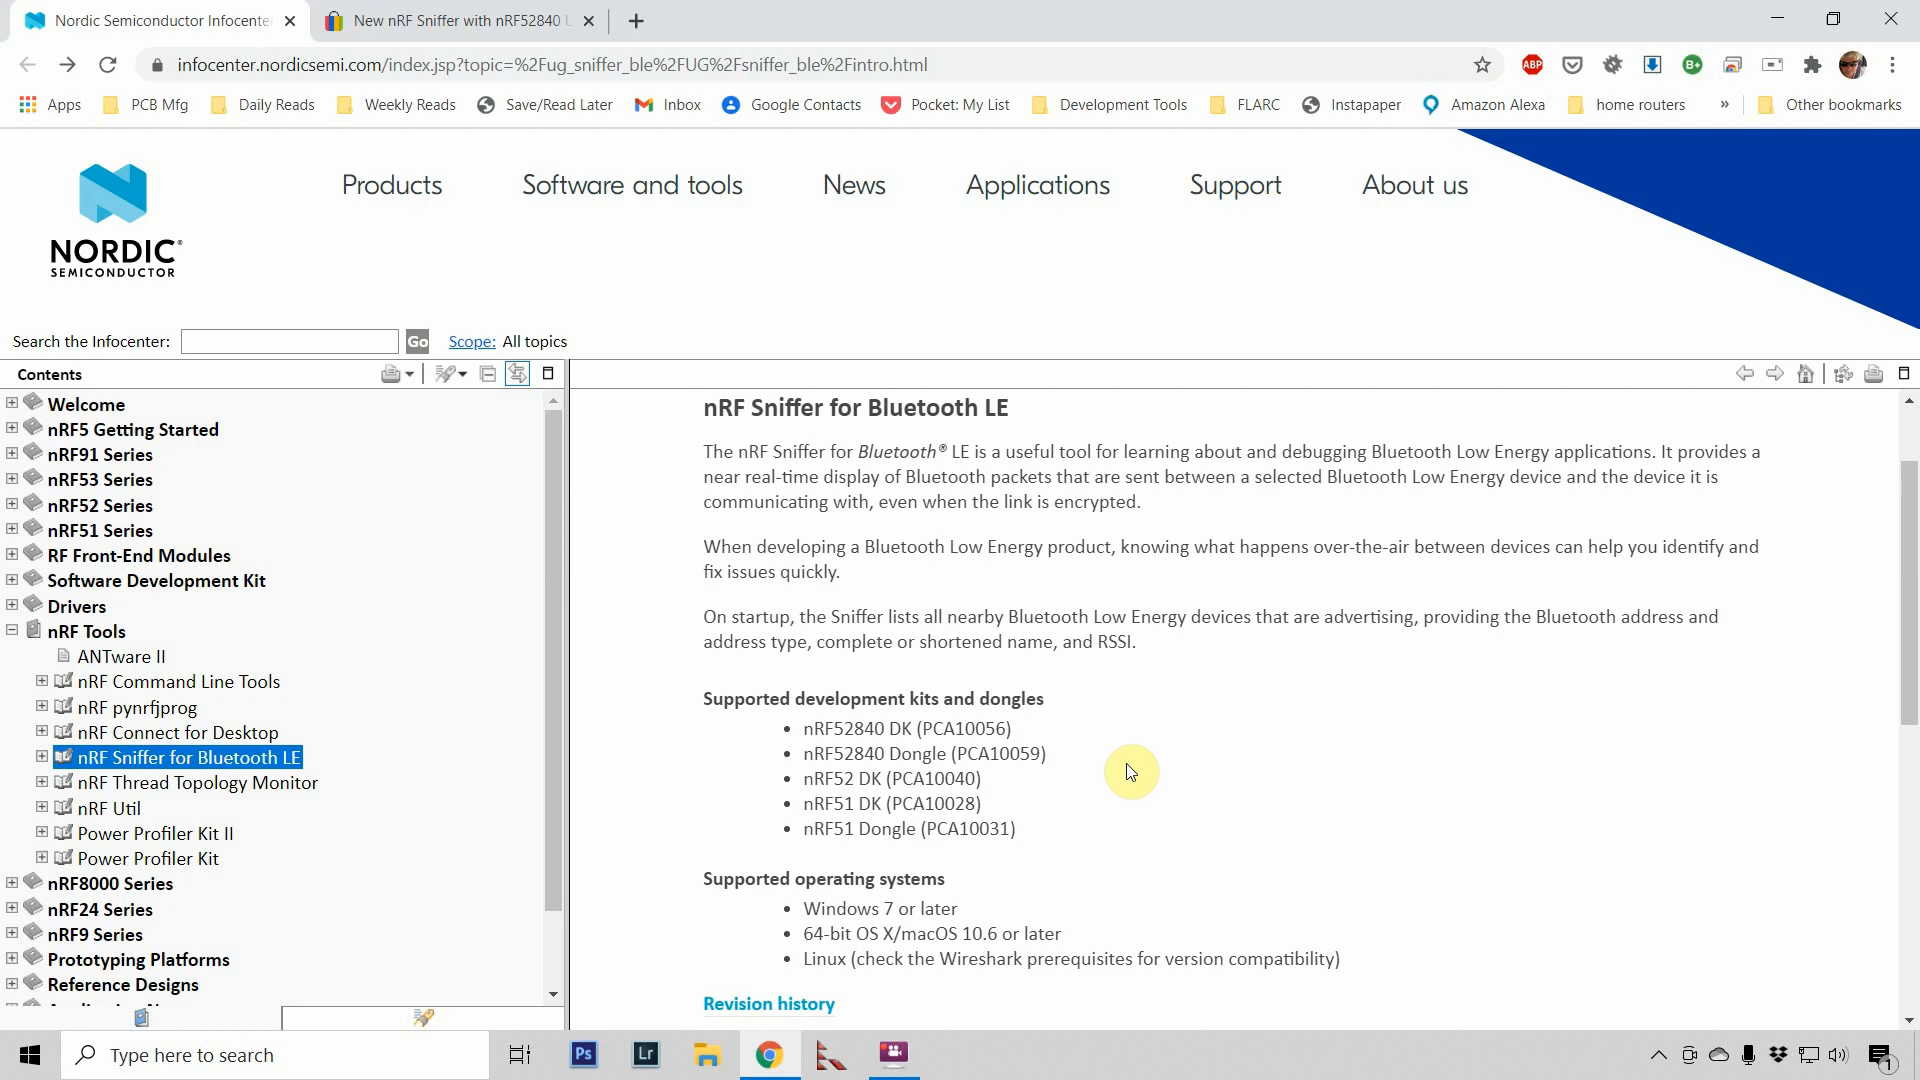 Nordic Semiconductor Infocenter
New nRF Sniffer with nRF52840 U
infocenter.nordicsemi.com/index.jsp?topic=%2Fug_sniffer_ble%2FUG%2Fsniffer_ble%2Fintro.html
ABP
B+
Apps
PCB Mfg
Daily Reads
Weekly Reads
Save/Read Later
Inbox
Google Contacts
Pocket: My List
Development Tools
FLARC
Instapaper
Amazon Alexa
home routers
»
Other bookmarks
NORDIC®
SEMICONDUCTOR
Products
Software and tools
News
Applications
Support
About us
Search the Infocenter:
Go
Scope: All topics
Contents
Welcome
nRF5 Getting Started
nRF91 Series
nRF53 Series
nRF52 Series
nRF51 Series
RF Front-End Modules
Software Development Kit
Drivers
nRF Tools
ANTware II
nRF Command Line Tools
nRF pynrfjprog
nRF Connect for Desktop
nRF Sniffer for Bluetooth LE
nRF Thread Topology Monitor
nRF Util
Power Profiler Kit II
Power Profiler Kit
nRF8000 Series
nRF24 Series
nRF9 Series
Prototyping Platforms
Reference Designs
nRF Sniffer for Bluetooth LE
The nRF Sniffer for Bluetooth® LE is a useful tool for learning about and debugging Bluetooth Low Energy applications. It provides a
near real-time display of Bluetooth packets that are sent between a selected Bluetooth Low Energy device and the device it is
communicating with, even when the link is encrypted.
When developing a Bluetooth Low Energy product, knowing what happens over-the-air between devices can help you identify and
fix issues quickly.
On startup, the Sniffer lists all nearby Bluetooth Low Energy devices that are advertising, providing the Bluetooth address and
address type, complete or shortened name, and RSSI.
Supported development kits and dongles
• nRF52840 DK (PCA10056)
• nRF52840 Dongle (PCA10059)
• nRF52 DK (PCA10040)
• nRF51 DK (PCA10028)
• nRF51 Dongle (PCA10031)
Supported operating systems
• Windows 7 or later
• 64-bit OS X/macOS 10.6 or later
• Linux (check the Wireshark prerequisites for version compatibility)
Revision history
Type here to search
Ps
Lr
1